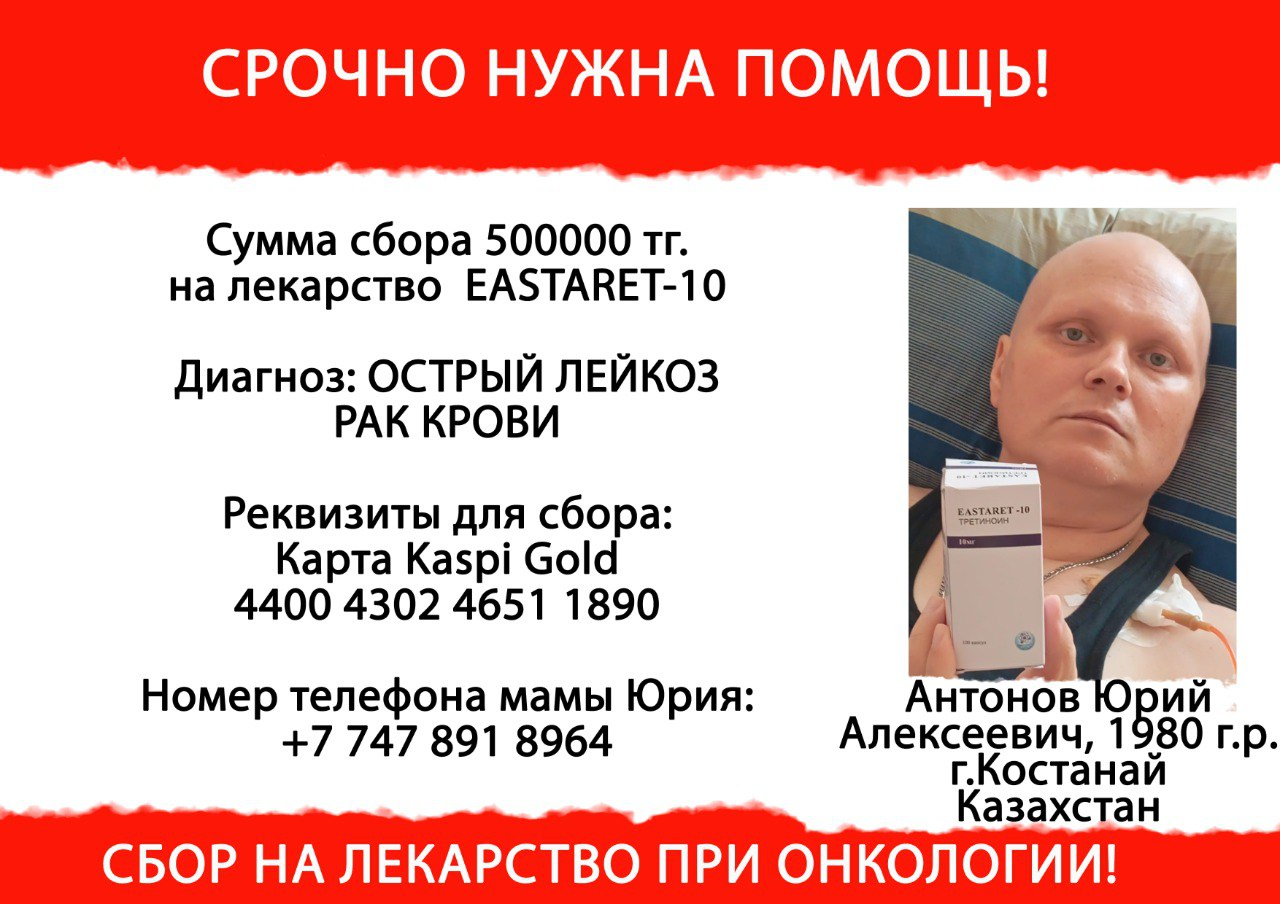 СРОЧНО НУЖНА ПОМОЩЬ!
Сумма сбора 500000 тг.
на лекарство EASTARET-10
Диагноз: ОСТРЫЙ ЛЕЙКОЗ
РАК КРОВИ
Реквизиты для сбора:
Карта Kaspi Gold
4400 4302 4651 1890
Номер телефона мамы Юрия:
+7 747 891 8964
EASTARET -10
ТРЕТИНОИН
10мг
100 капсул
Антонов Юрий
Алексеевич, 1980 г.р.
г.Костанай
Казахстан
СБОР НА ЛЕКАРСТВО ПРИ ОНКОЛОГИИ!